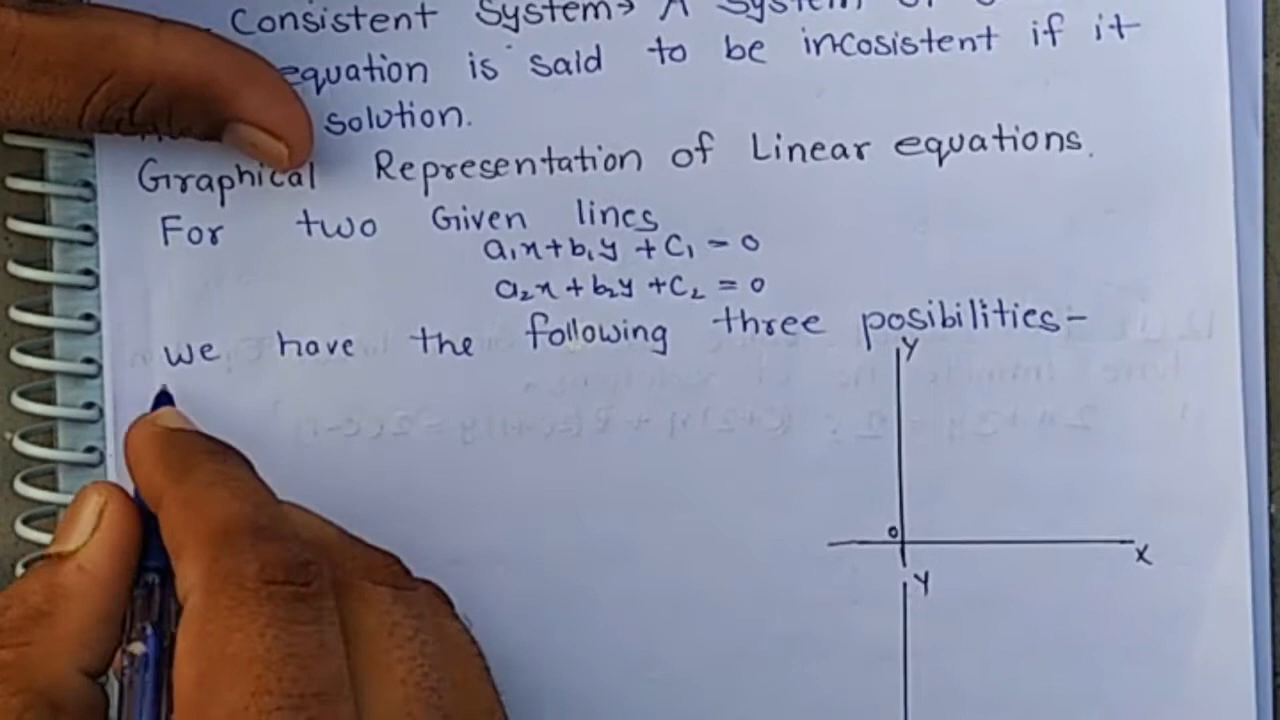 Consistent System → A System
equation is said to be incosistent if it
solution.
Graphical Representation of Linear equations.
For two Given lines
a₁x + b₁y + C₁ = 0
a₂x + b₂y + C₂ = 0
we have the following three posibilities -
Y
O
X
Y